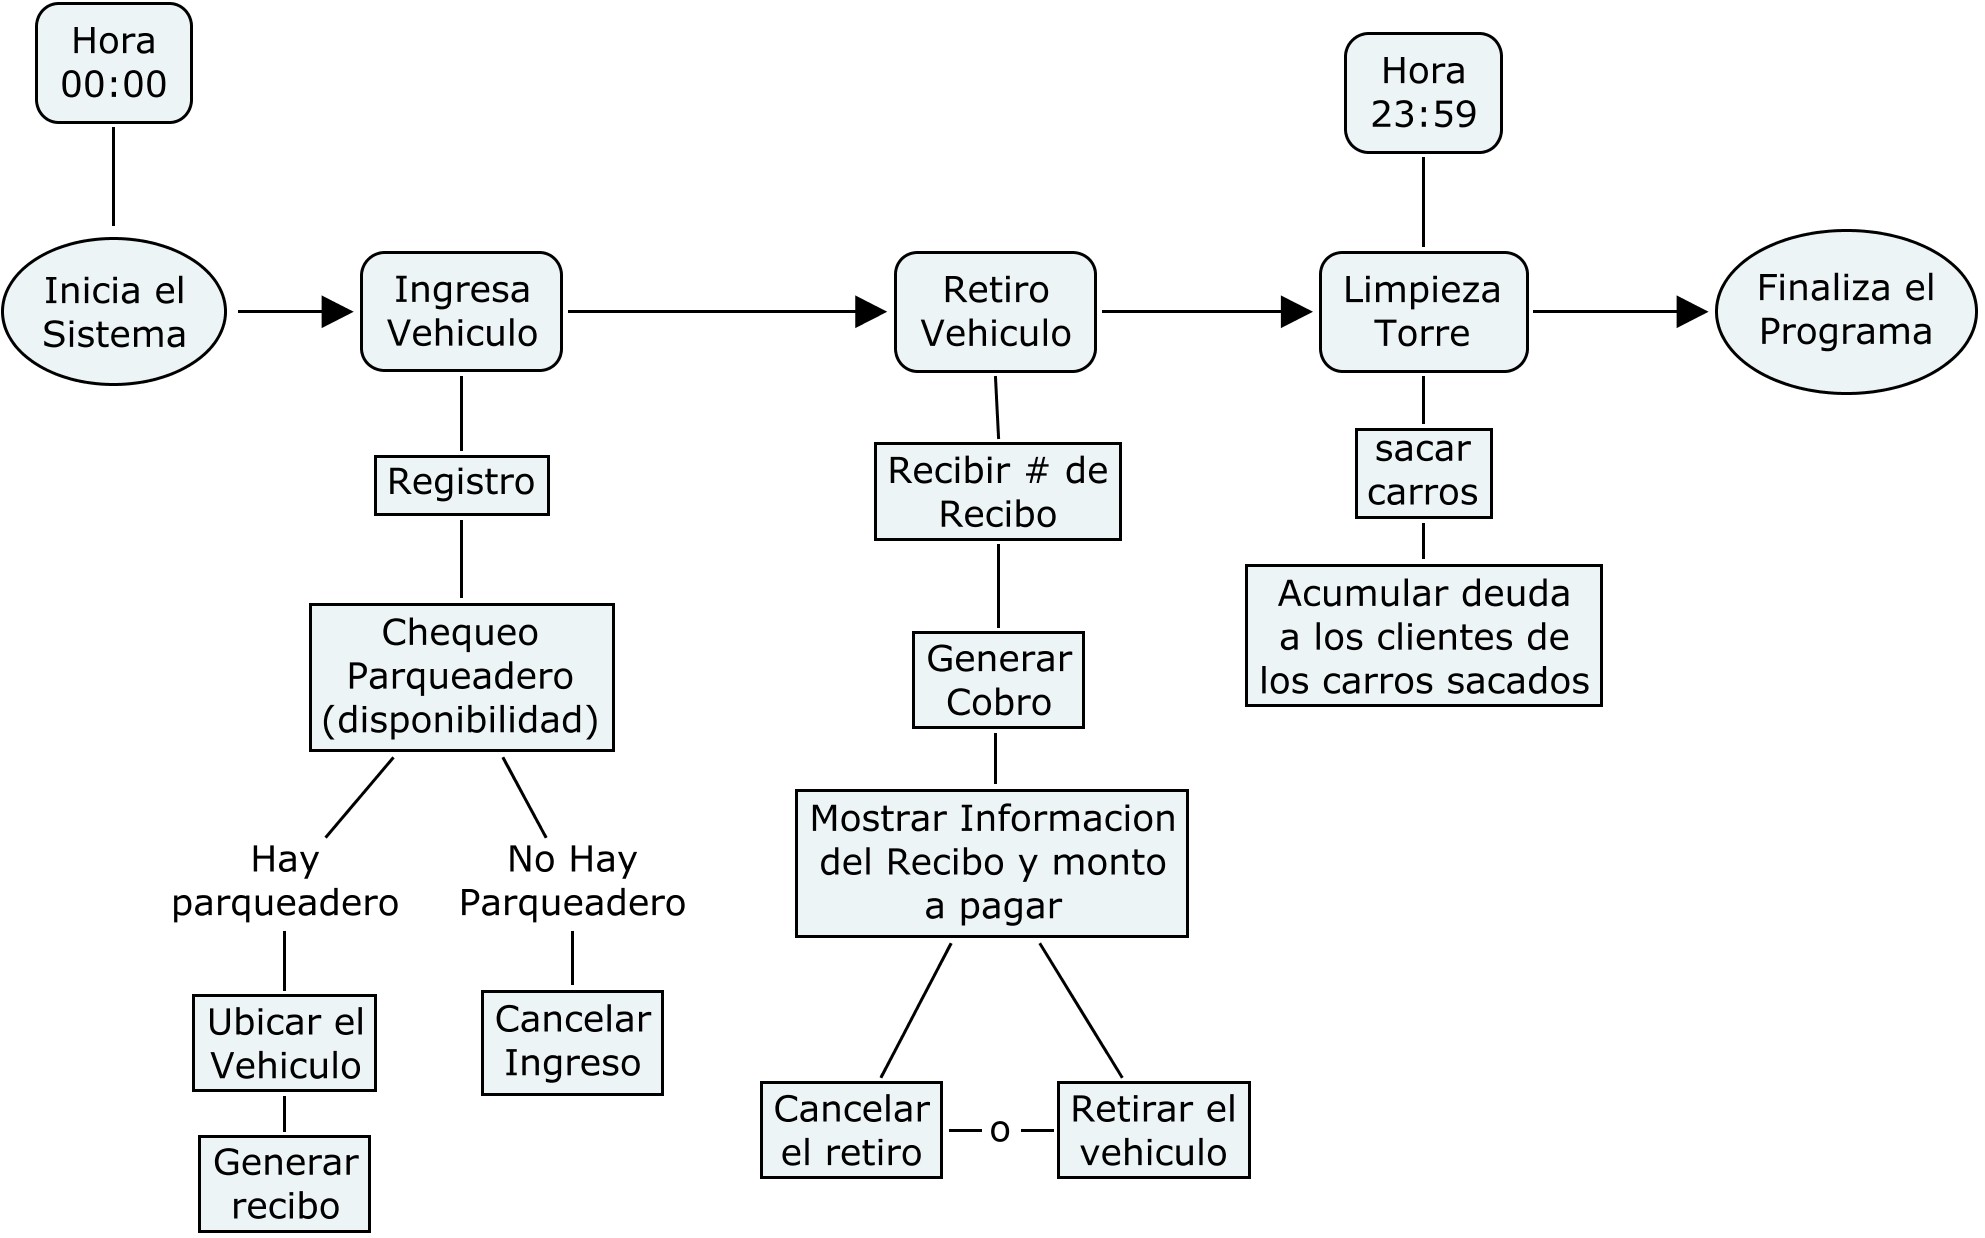 Hora
00:00
Hora
23:59
Inicia el
Sistema
Ingresa
Vehiculo
Retiro
Vehiculo
Limpieza
Torre
Finaliza el
Programa
Registro
Chequeo
Parqueadero
(disponibilidad)
Hay
parqueadero
No Hay
Parqueadero
Ubicar el
Vehiculo
Cancelar
Ingreso
Generar
recibo
Recibir # de
Recibo
Generar
Cobro
Mostrar Informacion
del Recibo y monto
a pagar
Cancelar
el retiro
o
Retirar el
vehiculo
sacar
carros
Acumular deuda
a los clientes de
los carros sacados